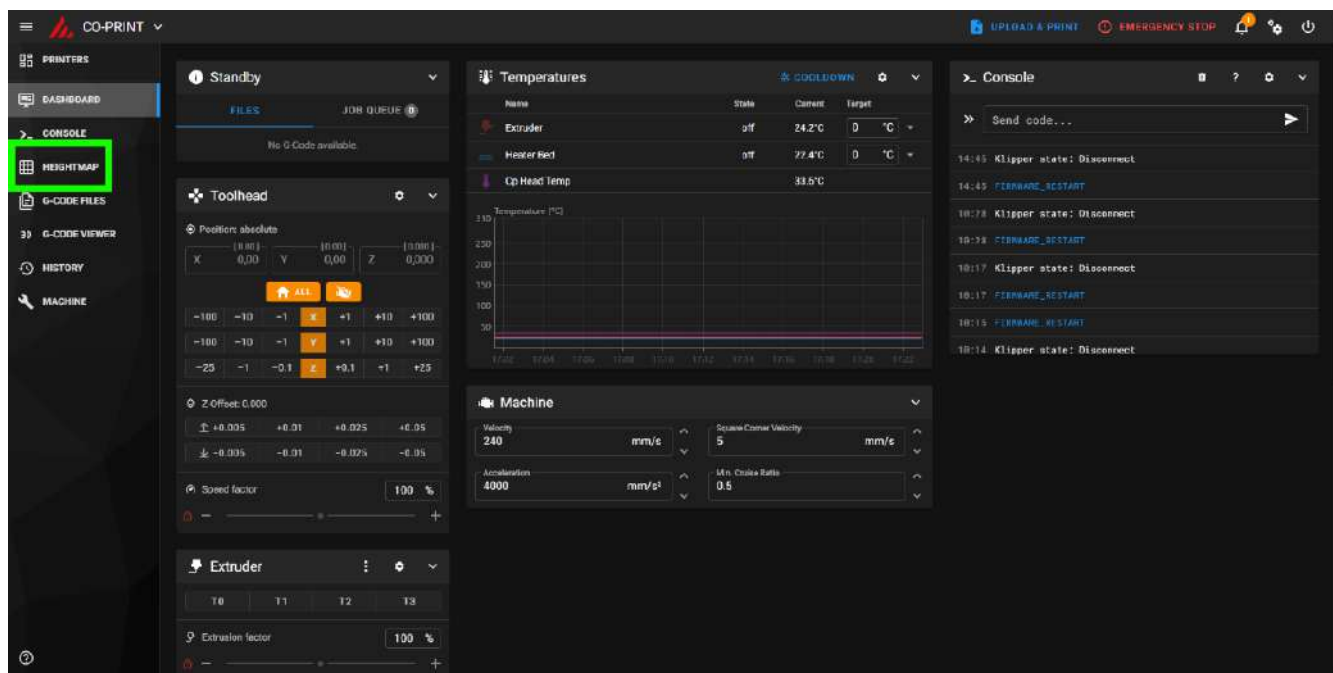 CO-PRINT
UPLOAD & PRINT
EMERGENCY STOP
PRINTERS
DASHBOARD
CONSOLE
HEIGHTMAP
G-CODE FILES
G-CODE VIEWER
HISTORY
MACHINE
Standby
FILES
JOB QUEUE 0
No G-Code available.
Toolhead
Position: absolute
[0.00] [0.00] [0.000]
X 0,00 Y 0,00 Z 0,000
ALL
-100 -10 -1 X +1 +10 +100
-100 -10 -1 Y +1 +10 +100
-25 -1 -0.1 Z +0.1 +1 +25
Z-Offset: 0.000
+0.005 +0.01 +0.025 +0.05
-0.005 -0.01 -0.025 -0.05
Speed factor 100 %
Extruder
T0 T1 T2 T3
Extrusion factor 100 %
Temperatures
COOLDOWN
Name State Current Target
Extruder off 24.2°C 0 °C
Heater Bed off 22.4°C 0 °C
Cp Head Temp 33.6°C
Temperature [°C]
250
200
150
100
50
Machine
Velocity
240 mm/s
Square Corner Velocity
5 mm/s
Acceleration
4000 mm/s²
Min. Cruise Ratio
0.5
>_ Console
Send code...
14:45 Klipper state: Disconnect
14:45 FIRMWARE_RESTART
10:28 Klipper state: Disconnect
10:28 FIRMWARE_RESTART
10:17 Klipper state: Disconnect
10:17 FIRMWARE_RESTART
10:15 FIRMWARE_RESTART
10:14 Klipper state: Disconnect